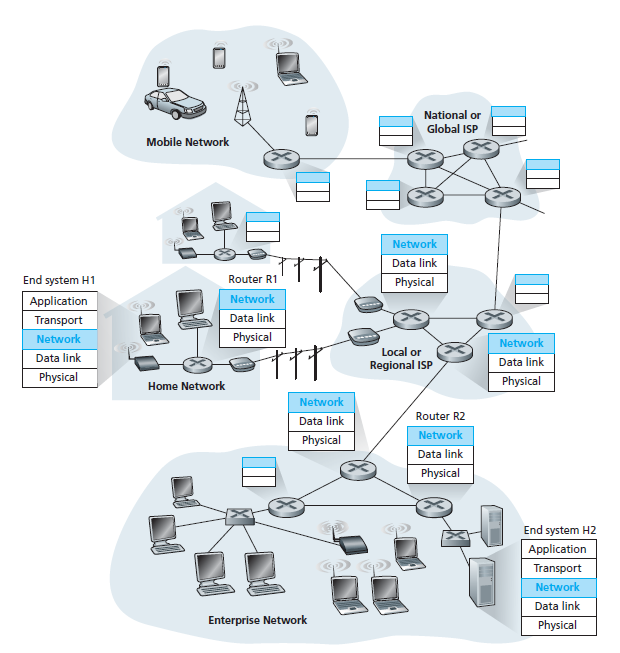 National or
Global ISP
Mobile Network
Network
Data link
Physical
End system H1
Application
Transport
Network
Data link
Physical
Router R1
Network
Data link
Physical
Home Network
Local or
Regional ISP
Network
Data link
Physical
Network
Data link
Physical
Router R2
Network
Data link
Physical
End system H2
Application
Transport
Network
Data link
Physical
Enterprise Network